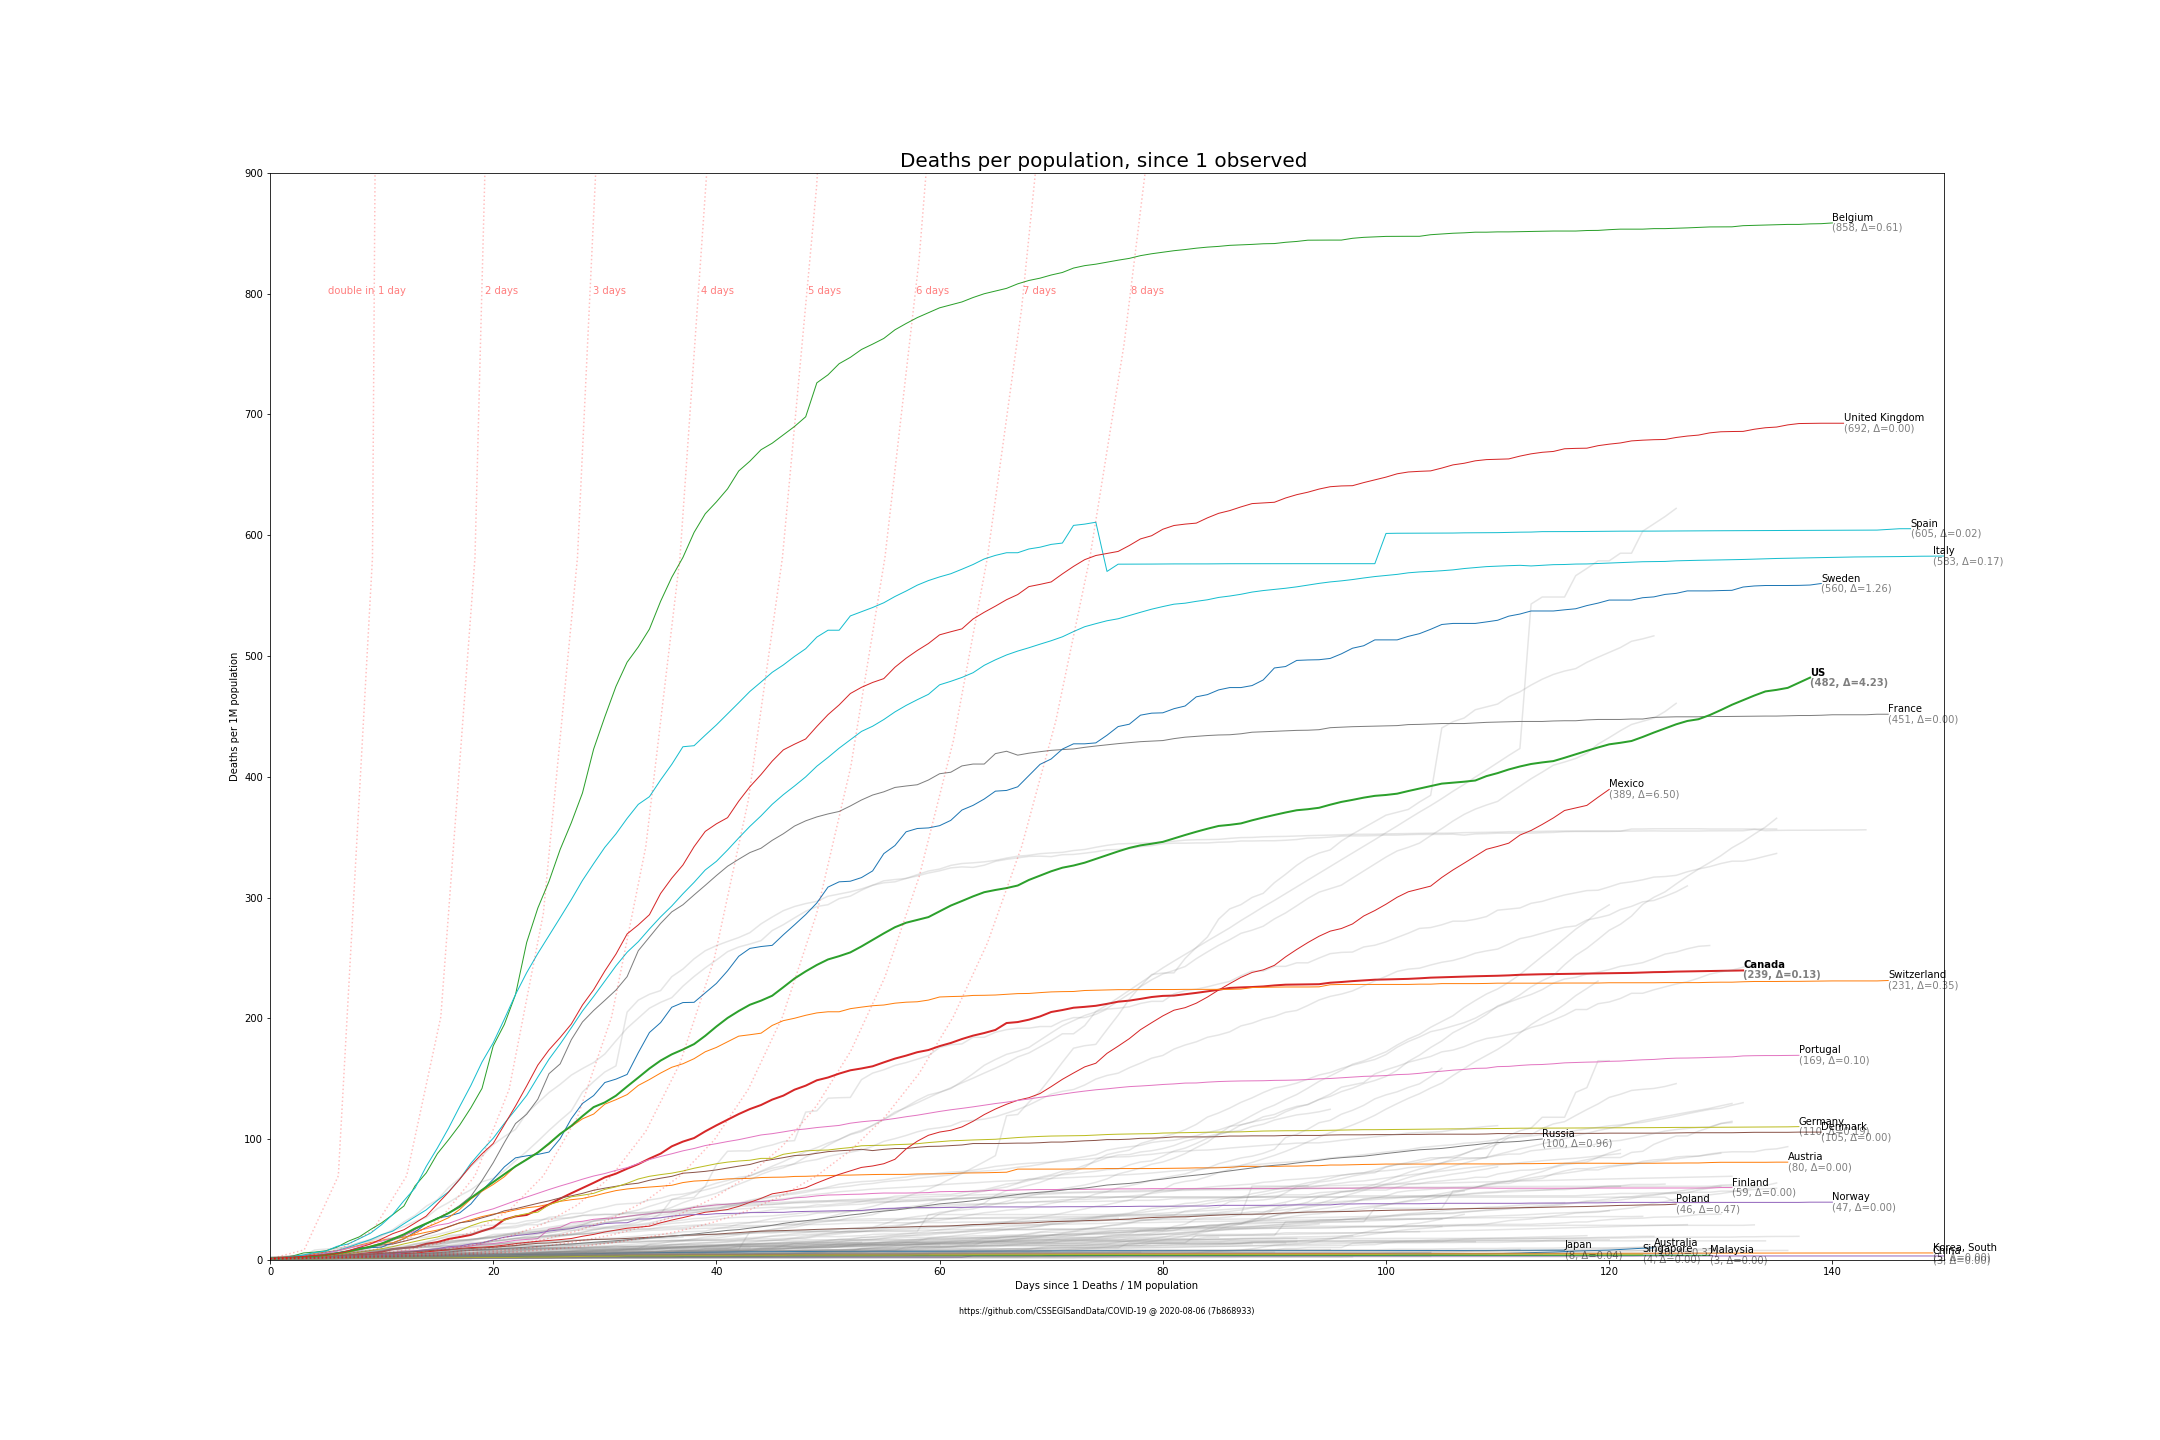 Deaths per population, since 1 observed
900
800
700
600
500
400
300
200
100
0
Deaths per 1M population
double in 1 day
2 days
3 days
4 days
5 days
6 days
7 days
8 days
Belgium
(858, Δ=0.61)
United Kingdom
(692, Δ=0.00)
Spain
(605, Δ=0.02)
Italy
(583, Δ=0.17)
Sweden
(560, Δ=1.26)
US
(482, Δ=4.23)
France
(451, Δ=0.00)
Mexico
(389, Δ=6.50)
Canada
(239, Δ=0.13)
Switzerland
(231, Δ=0.35)
Portugal
(169, Δ=0.10)
Germany
Denmark
(105, Δ=0.00)
Russia
(100, Δ=0.96)
Austria
(80, Δ=0.00)
Finland
(59, Δ=0.00)
Poland
(46, Δ=0.47)
Norway
(47, Δ=0.00)
Japan
(8, Δ=0.04)
Australia
Singapore
(4, Δ=0.00)
Malaysia
(3, Δ=0.00)
Korea, South
China
(3, Δ=0.00)
0 20 40 60 80 100 120 140
Days since 1 Deaths / 1M population
https://github.com/CSSEGISandData/COVID-19 @ 2020-08-06 (7b868933)